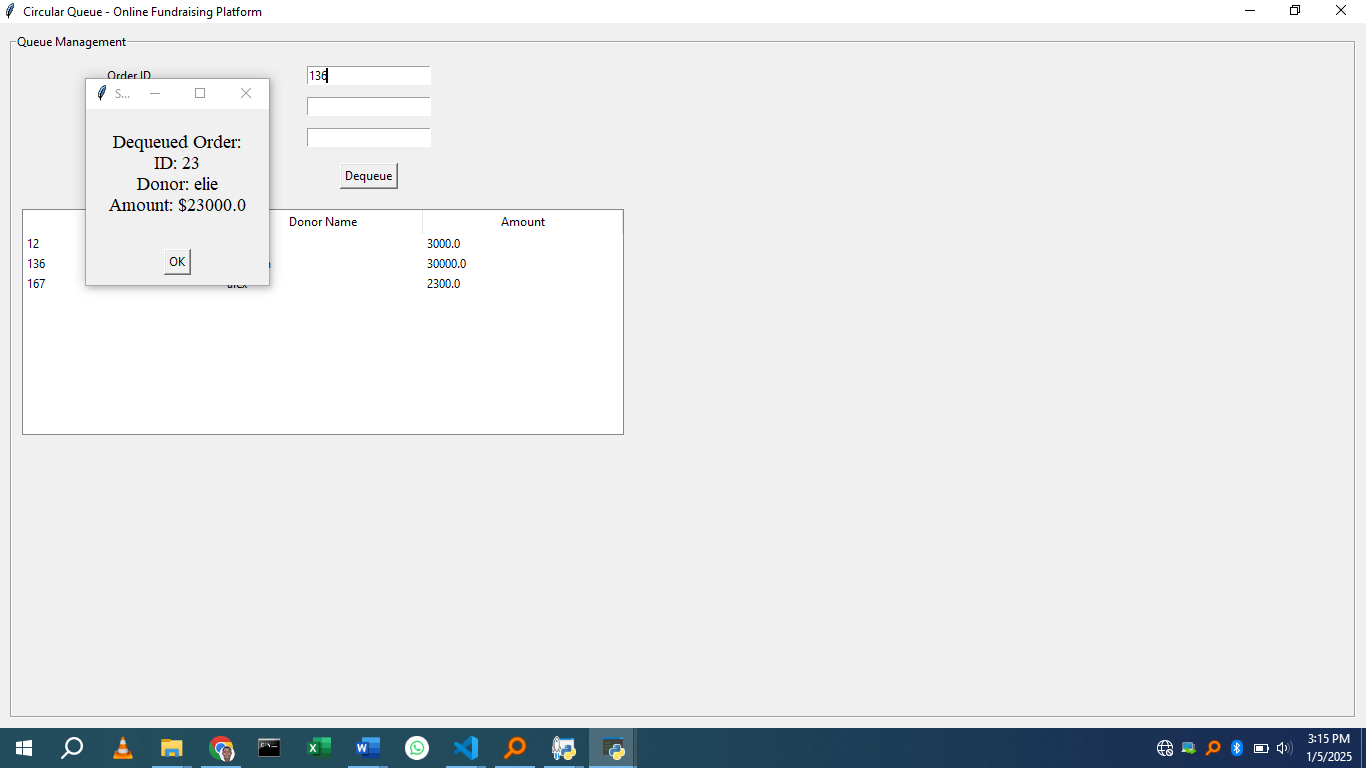 Circular Queue - Online Fundraising Platform
Queue Management
Order ID
136
S...
Dequeued Order:
ID: 23
Donor: elie
Amount: $23000.0
OK
Dequeue
Donor Name Amount
12 3000.0
136 30000.0
167 alex 2300.0
3:15 PM
1/5/2025